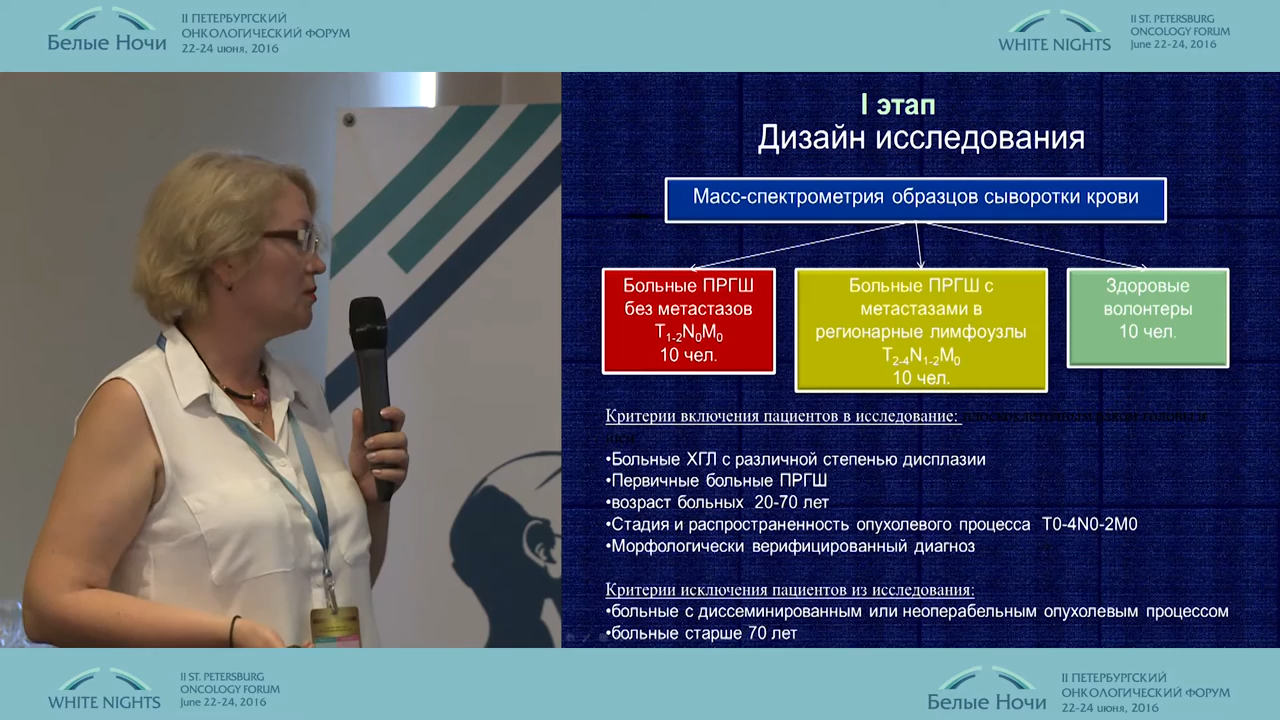 Белые Ночи
II ПЕТЕРБУРГСКИЙ
ОНКОЛОГИЧЕСКИЙ ФОРУМ
22-24 июня, 2016
WHITE NIGHTS
II ST. PETERSBURG
ONCOLOGY FORUM
June 22-24, 2016
I этап
Дизайн исследования
Масс-спектрометрия образцов сыворотки крови
Больные ПРГШ
без метастазов
T1-2N0M0
10 чел.
Больные ПРГШ с
метастазами в
регионарные лимфоузлы
T2-4N1-2M0
10 чел.
Здоровые
волонтеры
10 чел.
Критерии включения пациентов в исследование:
•Больные ХГЛ с различной степенью дисплазии
•Первичные больные ПРГШ
•возраст больных 20-70 лет
•Стадия и распространенность опухолевого процесса T0-4N0-2M0
•Морфологически верифицированный диагноз
Критерии исключения пациентов из исследования:
•больные с диссеминированным или неоперабельным опухолевым процессом
•больные старше 70 лет
WHITE NIGHTS
II ST. PETERSBURG
ONCOLOGY FORUM
June 22-24, 2016
Белые Ночи
II ПЕТЕРБУРГСКИЙ
ОНКОЛОГИЧЕСКИЙ ФОРУМ
22-24 июня, 2016